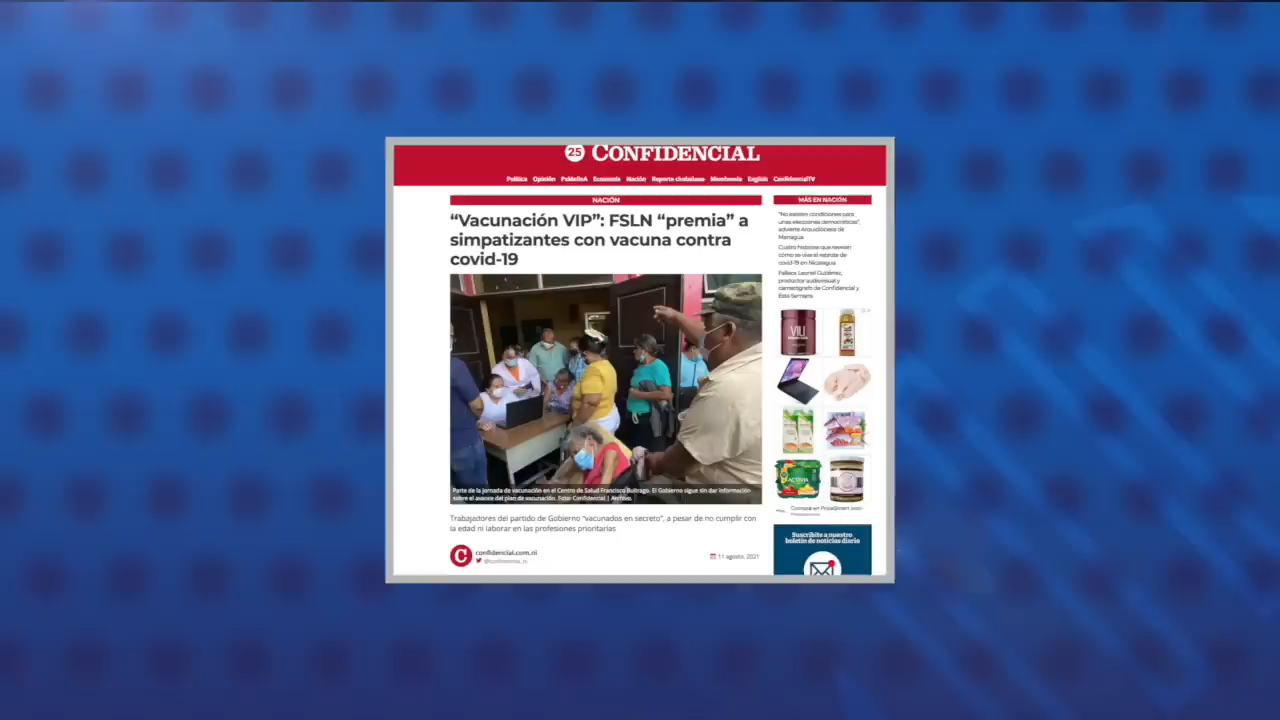 25 CONFIDENCIAL
Política Opinión PxMolinA Economía Nación Reporte ciudadano Migrantes English ConfidencialTV
NACIÓN
“Vacunación VIP”: FSLN “premia” a
simpatizantes con vacuna contra
covid-19
Parte de la jornada de vacunación en el Centro de Salud Francisco Buitrago. El Gobierno sigue sin dar información
sobre el avance del plan de vacunación. Foto: Confidencial | Archivo.
Trabajadores del partido de Gobierno “vacunados en secreto”, a pesar de no cumplir con
la edad ni laborar en las profesiones prioritarias
C confidencial.com.ni
@confidencial_ni
11 agosto, 2021
MÁS EN NACIÓN
“No existen condiciones para
unas elecciones democráticas”,
advierte Arquidiócesis de
Managua
Cuatro historias que revelan
cómo se vive el rebrote de
covid-19 en Nicaragua
Fallece Leonel Gutiérrez,
productor audiovisual y
camarógrafo de Confidencial y
Esta Semana
ACTIVIA
Suscríbite a nuestro
boletín de noticias diario